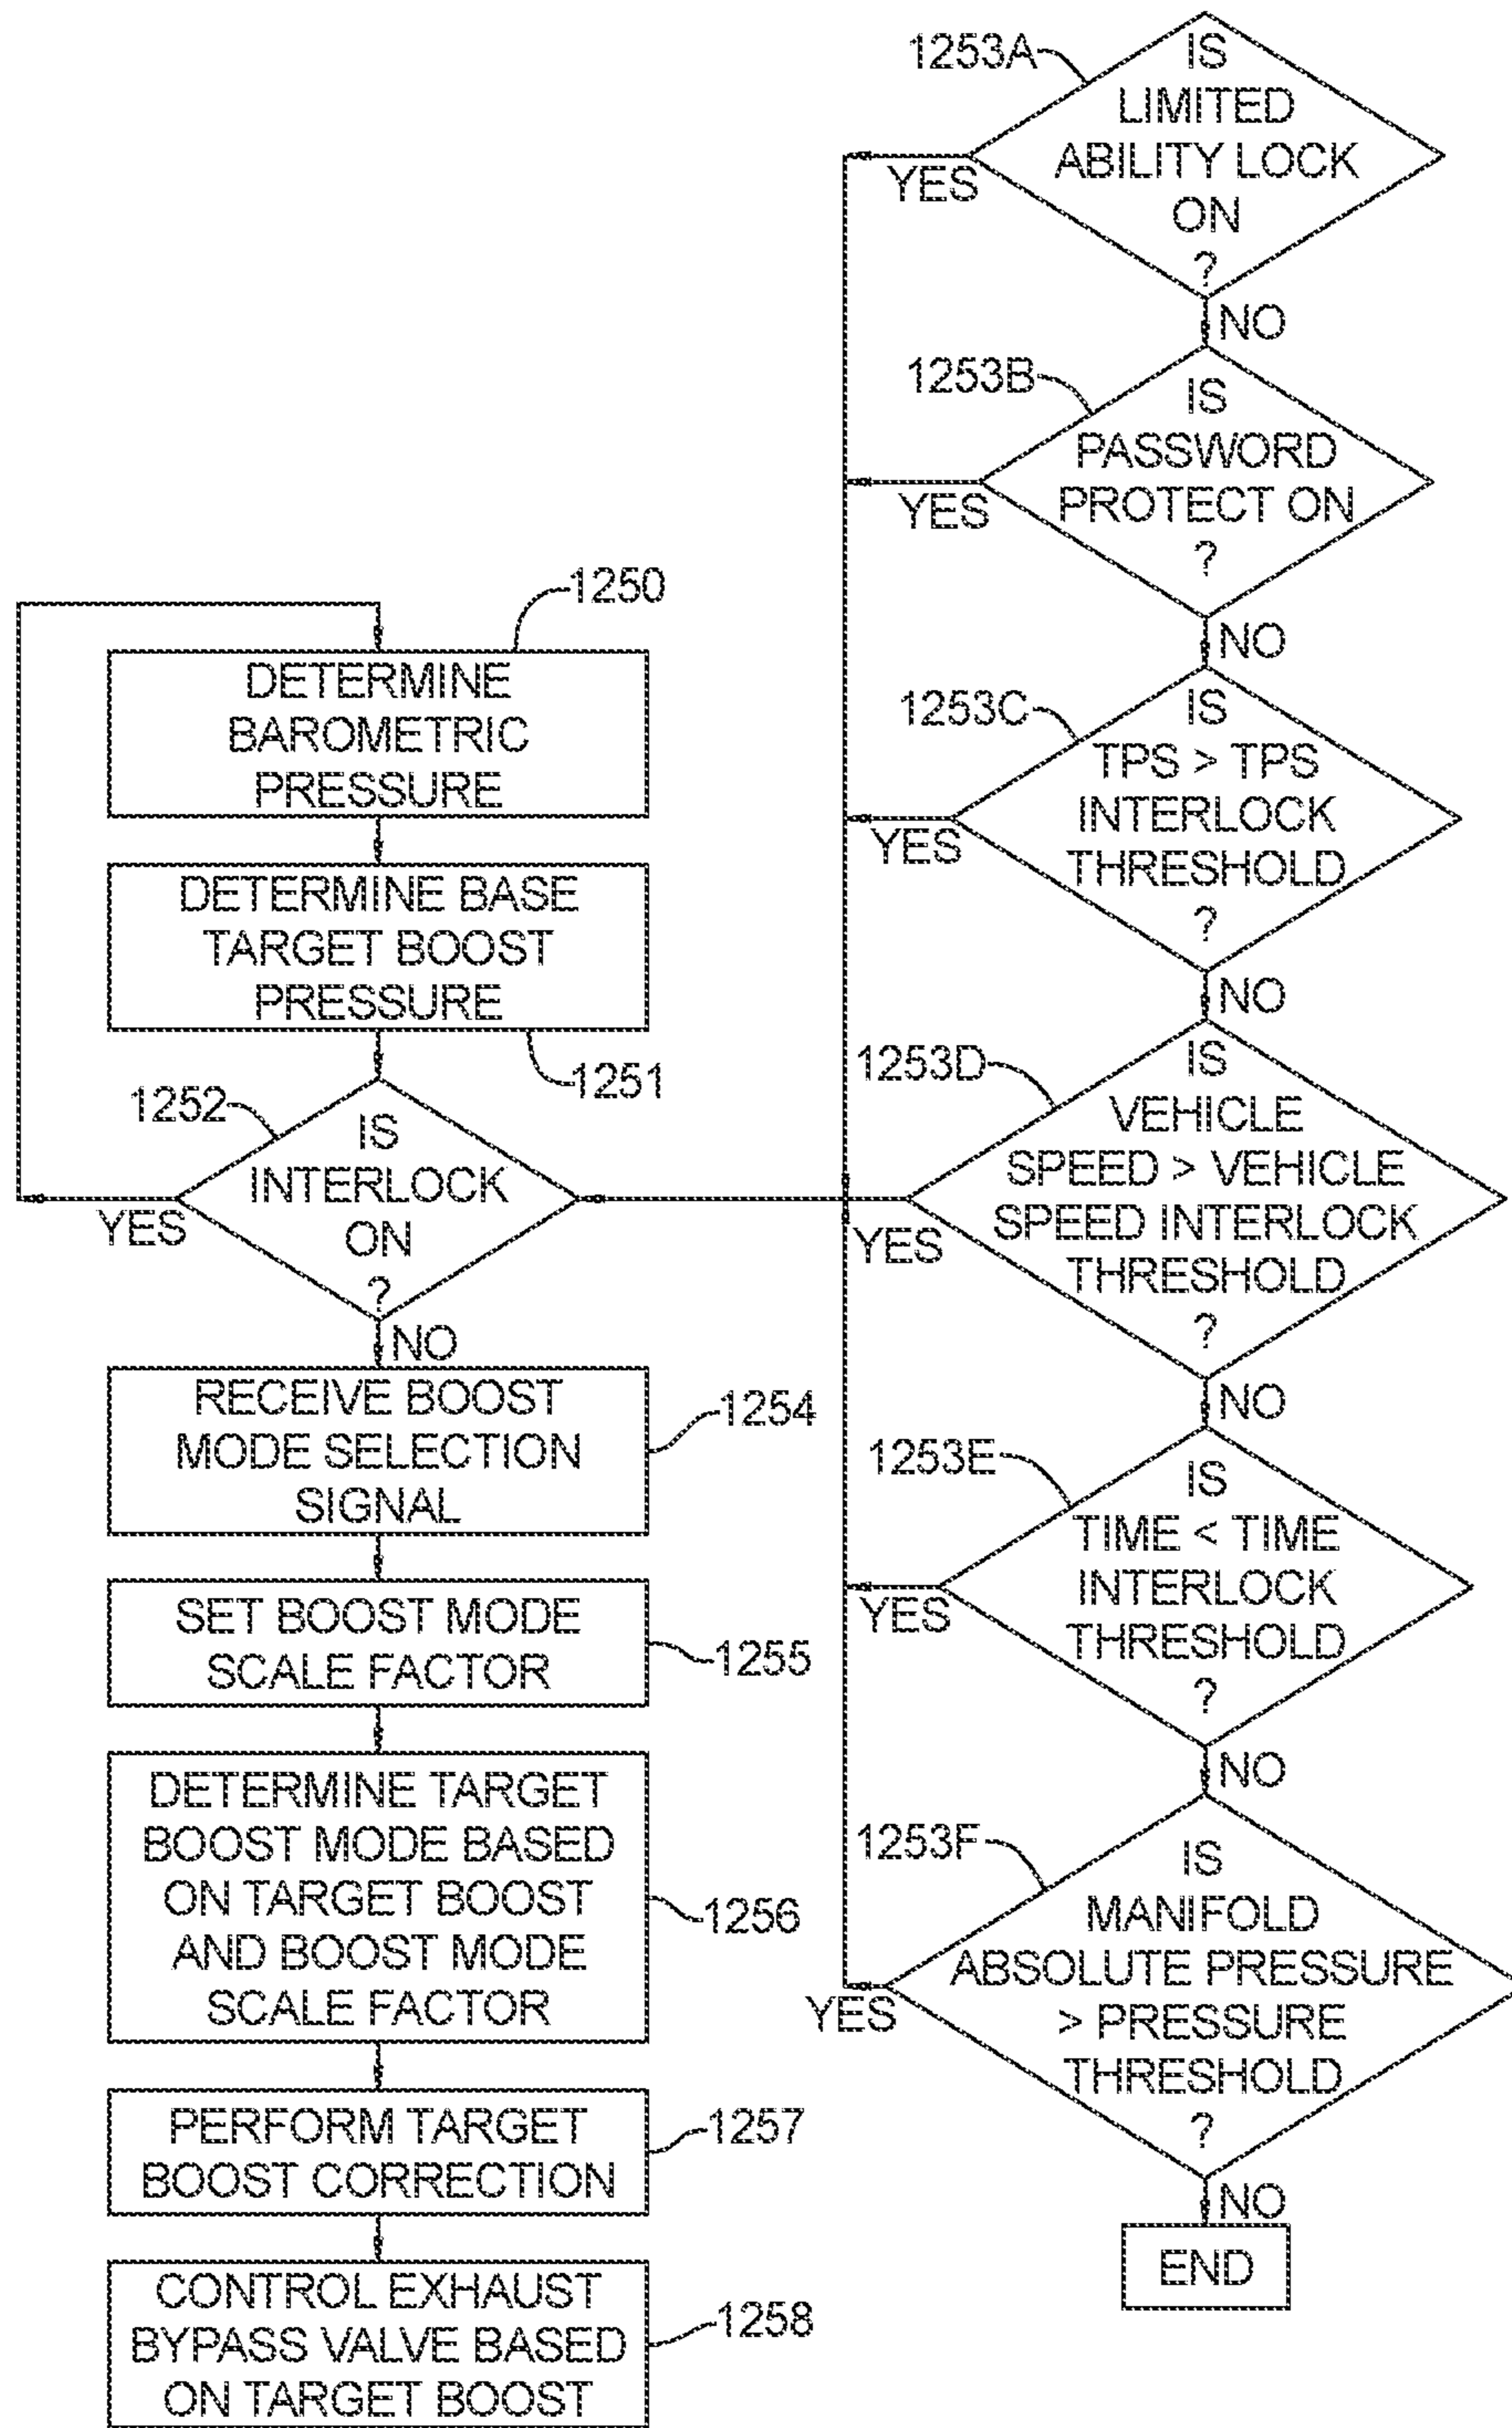 1250
DETERMINE
BAROMETRIC
PRESSURE
DETERMINE BASE
TARGET BOOST
PRESSURE
1251
1252
IS
INTERLOCK
ON
?
YES
NO
RECEIVE BOOST
MODE SELECTION
SIGNAL
1254
SET BOOST MODE
SCALE FACTOR
1255
DETERMINE TARGET
BOOST MODE BASED
ON TARGET BOOST
AND BOOST MODE
SCALE FACTOR
1256
PERFORM TARGET
BOOST CORRECTION
1257
CONTROL EXHAUST
BYPASS VALVE BASED
ON TARGET BOOST
1258
1253A
IS
LIMITED
ABILITY LOCK
ON
?
YES
NO
1253B
IS
PASSWORD
PROTECT ON
?
YES
NO
1253C
IS
TPS > TPS
INTERLOCK
THRESHOLD
?
YES
NO
1253D
IS
VEHICLE
SPEED > VEHICLE
SPEED INTERLOCK
THRESHOLD
?
YES
NO
1253E
IS
TIME < TIME
INTERLOCK
THRESHOLD
?
YES
NO
1253F
IS
MANIFOLD
ABSOLUTE PRESSURE
> PRESSURE
THRESHOLD
?
YES
NO
END